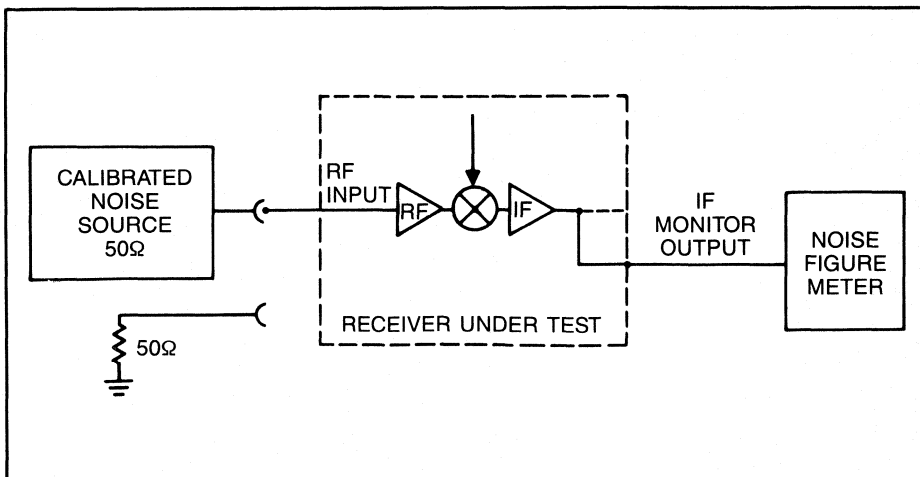 CALIBRATED
NOISE
SOURCE
50Ω
RF
INPUT
RF
IF
IF
MONITOR
OUTPUT
NOISE
FIGURE
METER
50Ω
RECEIVER UNDER TEST